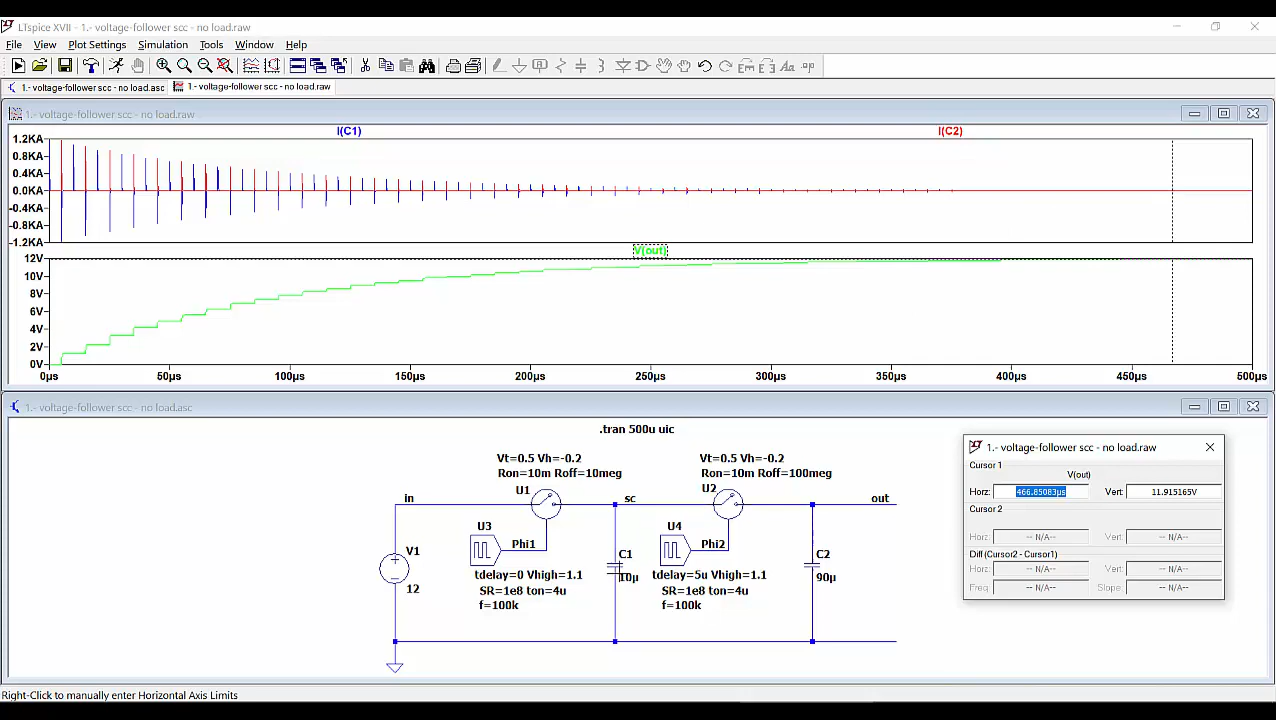 LTspice XVII - 1.- voltage-follower scc - no load.raw
File View Plot Settings Simulation Tools Window Help
1.- voltage-follower scc - no load.asc 1.- voltage-follower scc - no load.raw
1.- voltage-follower scc - no load.raw
I(C1) I(C2)
1.2KA
0.8KA
0.4KA
0.0KA
-0.4KA
-0.8KA
-1.2KA
V(out)
12V
10V
8V
6V
4V
2V
0V
0µs 50µs 100µs 150µs 200µs 250µs 300µs 350µs 400µs 450µs 500µs
1.- voltage-follower scc - no load.asc
.tran 500u uic
Vt=0.5 Vh=-0.2 Vt=0.5 Vh=-0.2
Ron=10m Roff=10meg Ron=10m Roff=100meg
U1 U2
in sc out
U3 U4
Phi1 Phi2
V1 C1 C2
tdelay=0 Vhigh=1.1 10µ tdelay=5u Vhigh=1.1 90µ
12 SR=1e8 ton=4u SR=1e8 ton=4u
f=100k f=100k
1.- voltage-follower scc - no load.raw
Cursor 1
V(out)
Horz: 466.85083µs Vert: 11.915165V
Cursor 2
Horz: -- N/A-- Vert: -- N/A--
Diff (Cursor2 - Cursor1)
Horz: -- N/A-- Vert: -- N/A--
Freq: -- N/A-- Slope: -- N/A--
Right-Click to manually enter Horizontal Axis Limits